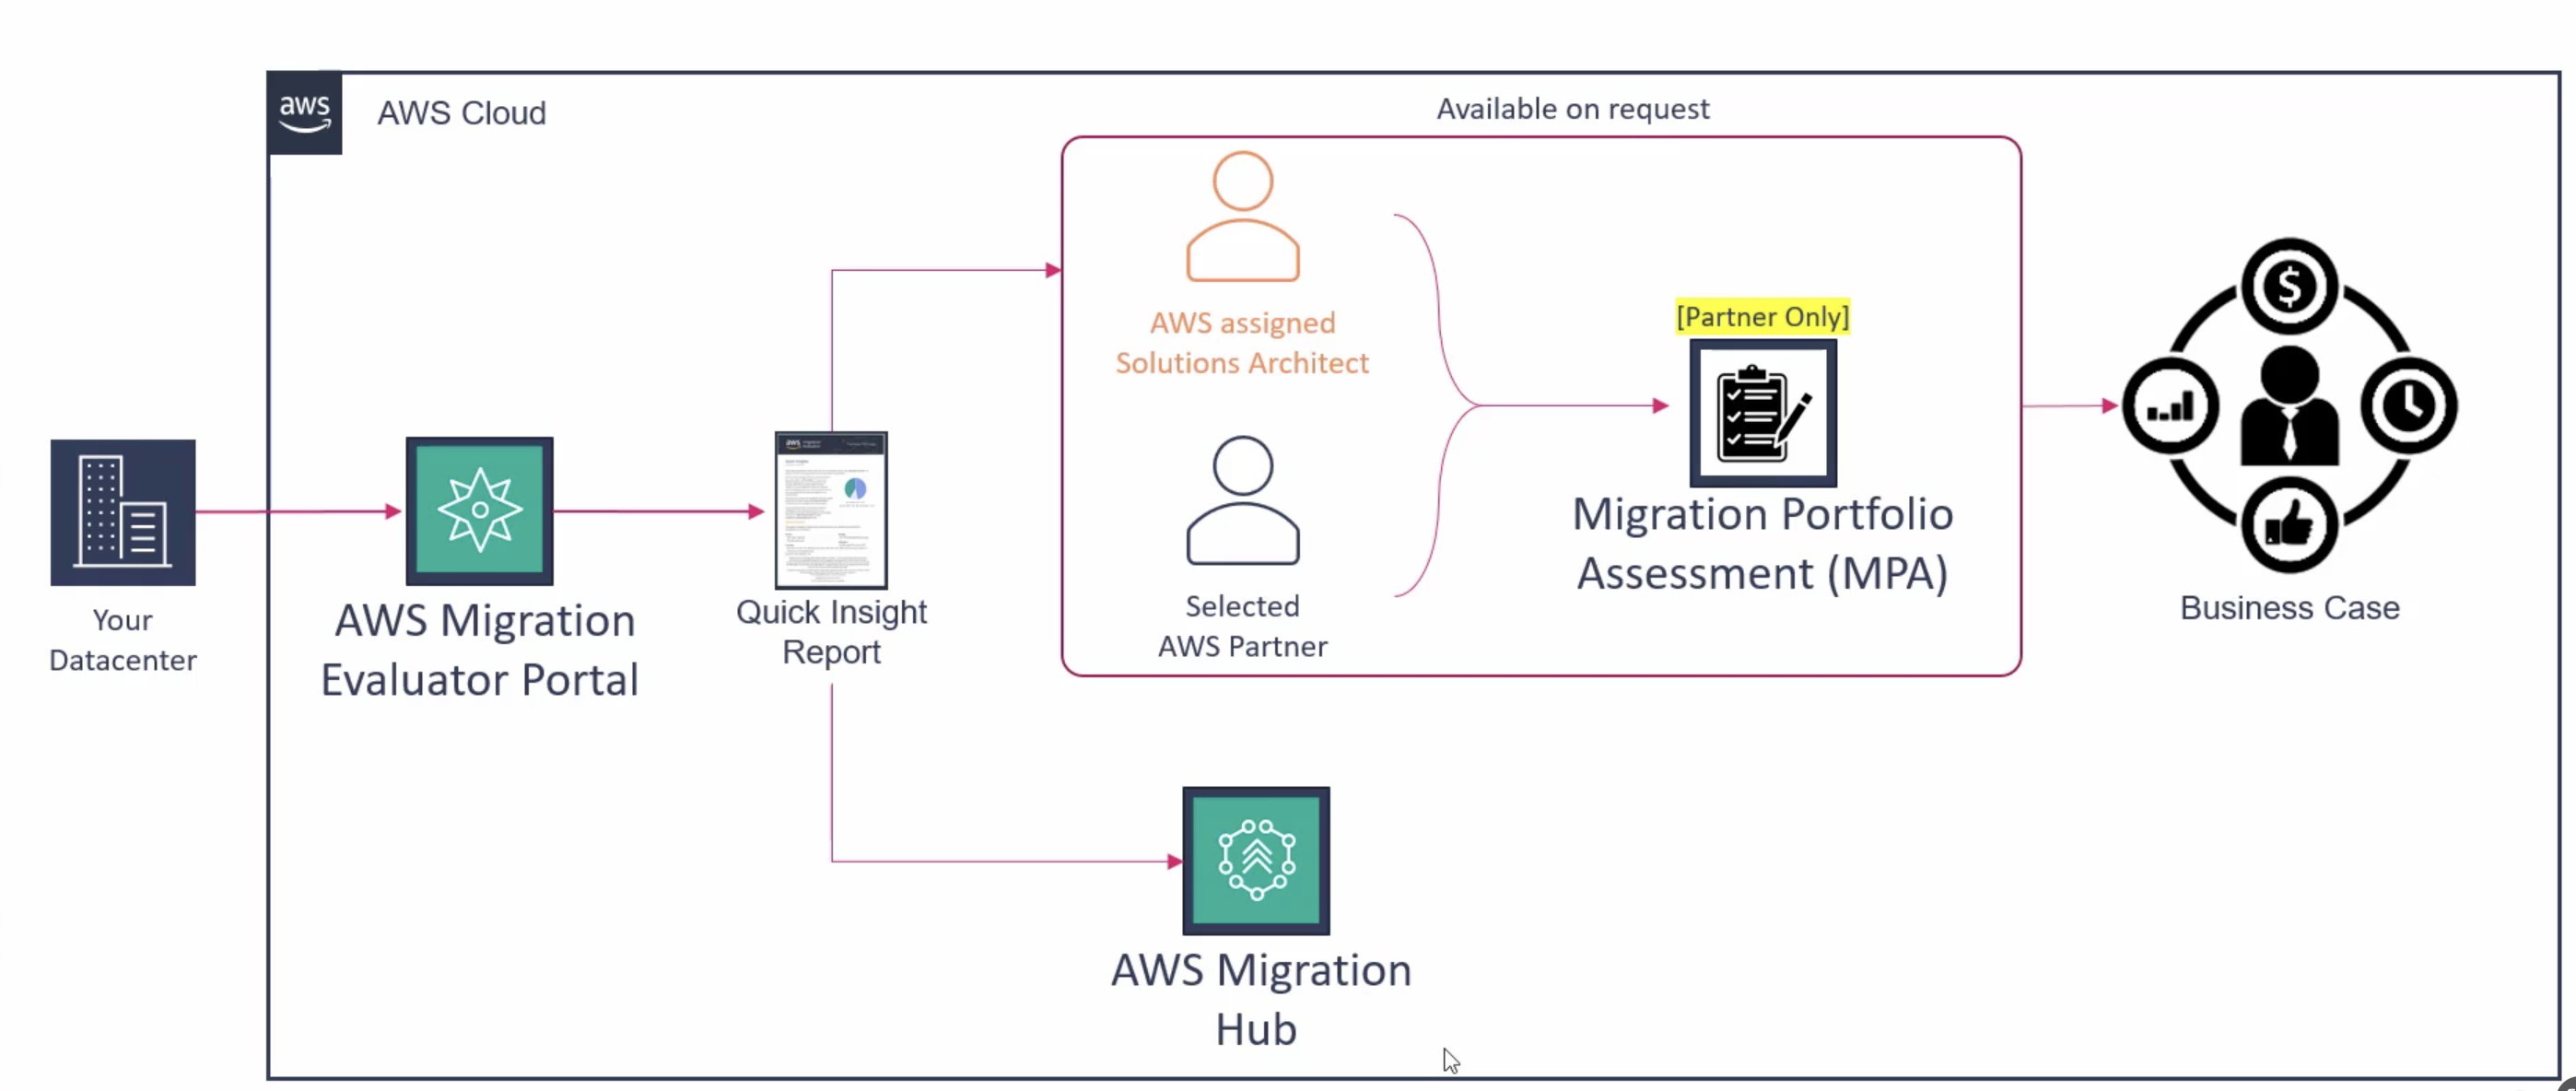 aws
AWS Cloud
Available on request
AWS assigned
Solutions Architect
[Partner Only]
Migration Portfolio
Assessment (MPA)
Selected
AWS Partner
Business Case
Your
Datacenter
AWS Migration
Evaluator Portal
aws
Quick Insight
Report
AWS Migration
Hub